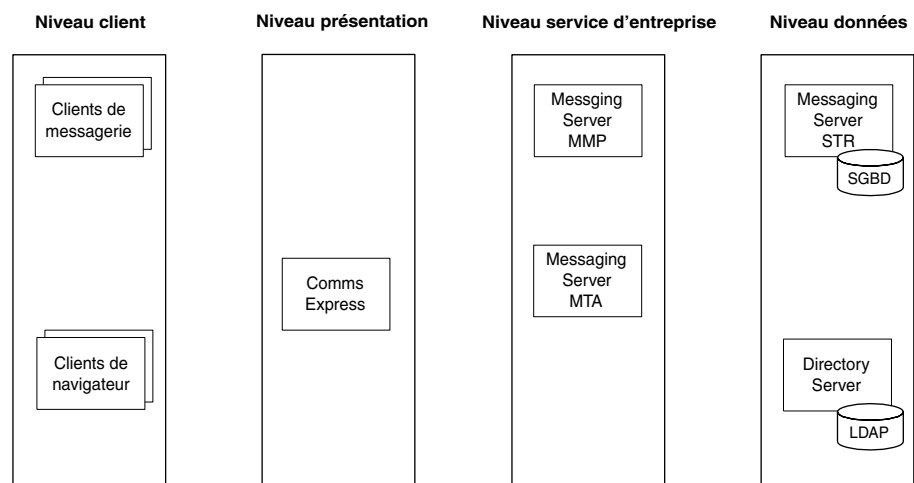 Niveau client
Niveau présentation
Niveau service d'entreprise
Niveau données
Clients de
messagerie
Clients de
navigateur
Comms
Express
Messging
Server
MMP
Messaging
Server
MTA
Messaging
Server
STR
SGBD
Directory
Server
LDAP